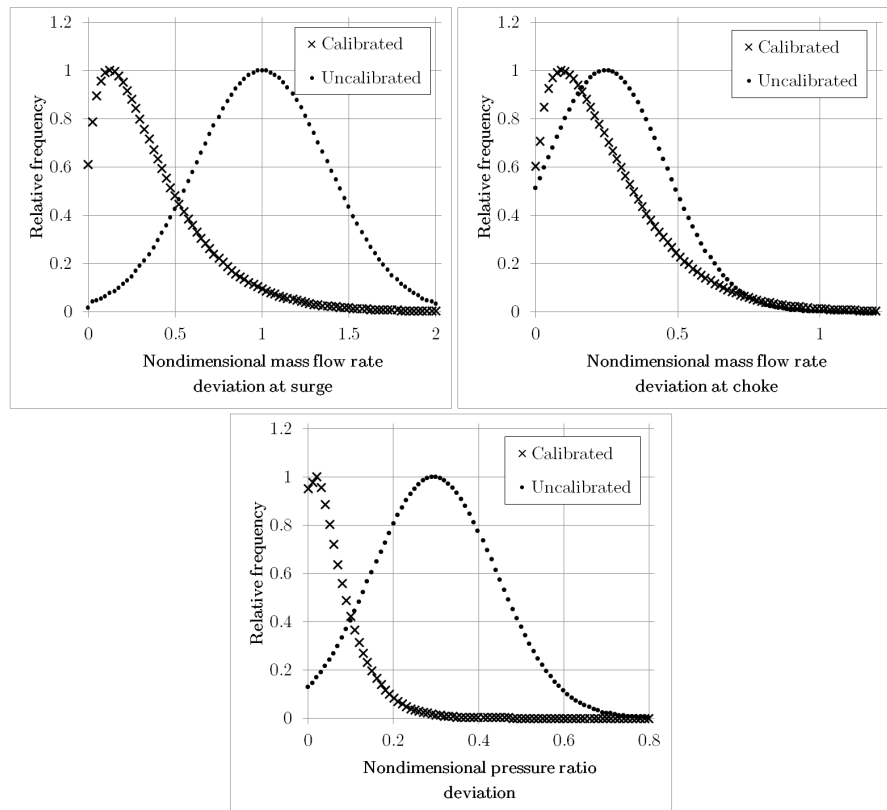 1.2
1
0.8
0.6
0.4
0.2
0
Relative frequency
Calibrated
Uncalibrated
0 0.5 1 1.5 2
Nondimensional mass flow rate
deviation at surge
1.2
1
0.8
0.6
0.4
0.2
0
Relative frequency
Calibrated
Uncalibrated
0 0.5 1
Nondimensional mass flow rate
deviation at choke
1.2
1
0.8
0.6
0.4
0.2
0
Relative frequency
Calibrated
Uncalibrated
0 0.2 0.4 0.6 0.8
Nondimensional pressure ratio
deviation